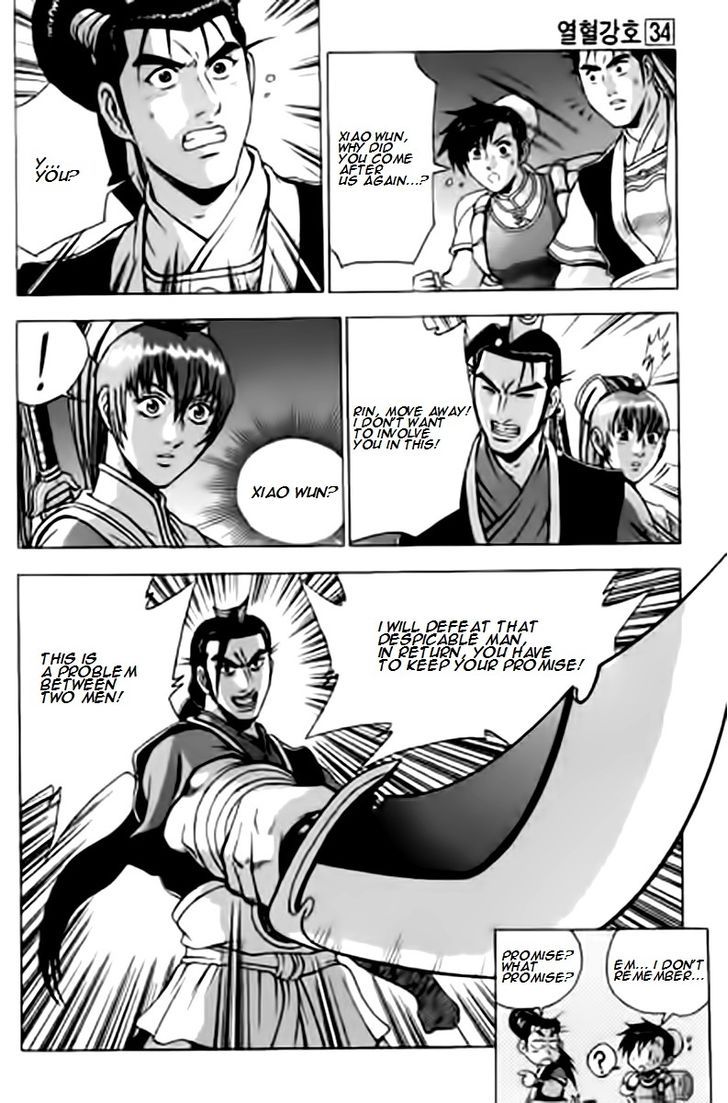 열혈강호 34
Y...
YOU?
XIAO WUN,
WHY DID
YOU COME
AFTER
US AGAIN...?
!
XIAO WUN?
RIN, MOVE AWAY!
I DON'T WANT
TO INVOLVE
YOU IN THIS!
THIS IS
A PROBLEM
BETWEEN
TWO MEN!
I WILL DEFEAT THAT
DESPICABLE MAN,
IN RETURN, YOU HAVE
TO KEEP YOUR PROMISE!
PROMISE?
WHAT
PROMISE?
EM... I DON'T
REMEMBER...
?